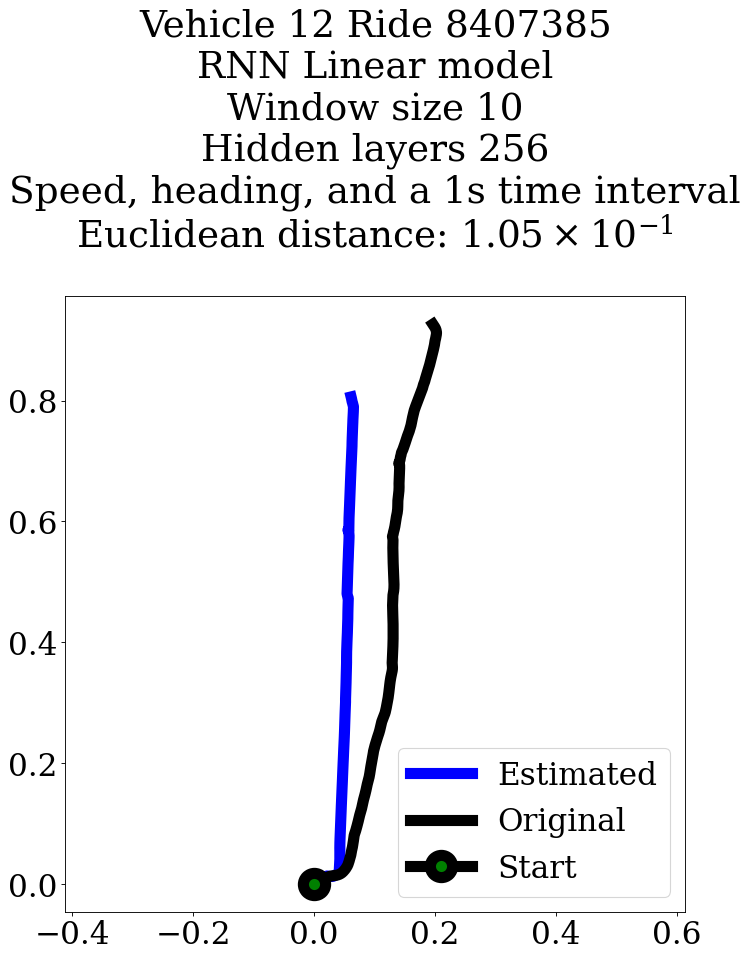 Vehicle 12 Ride 8407385
RNN Linear model
Window size 10
Hidden layers 256
Speed, heading, and a 1s time interval
Euclidean distance: 1.05 × 10⁻¹
0.8
0.6
0.4
0.2
0.0
Estimated
Original
Start
−0.4 −0.2 0.0 0.2 0.4 0.6